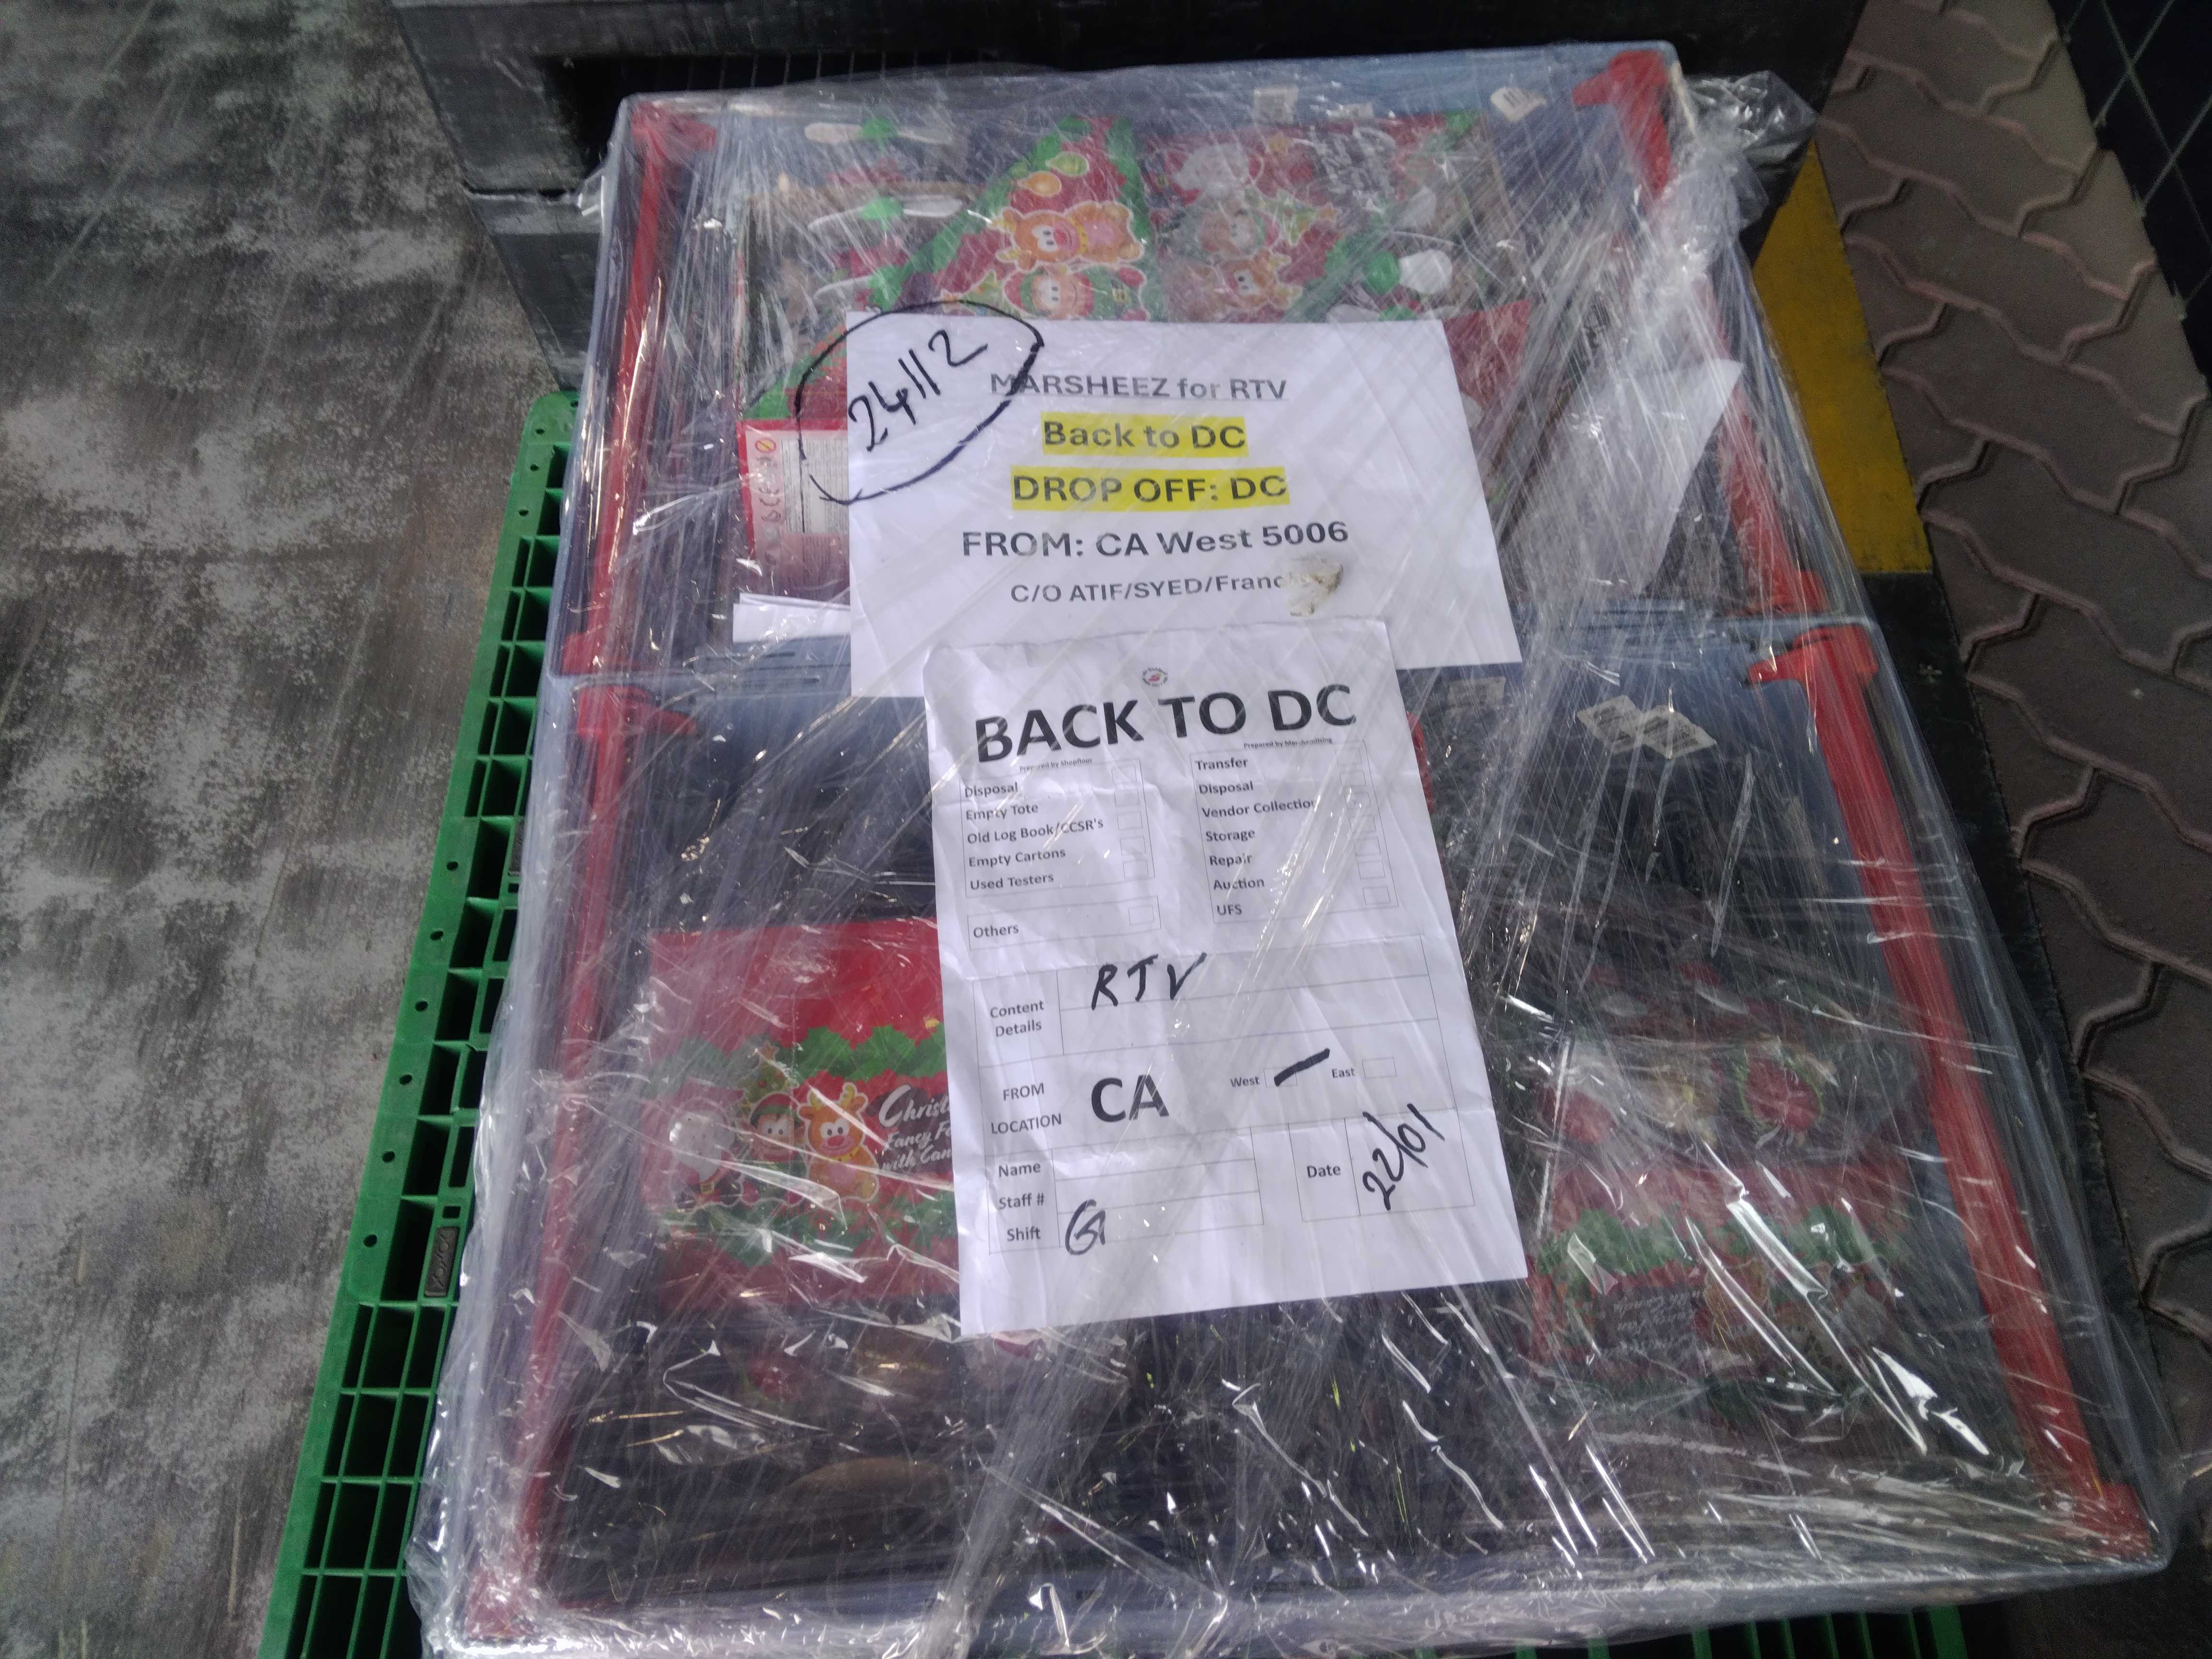 24112
MARSHEEZ for RTV
Back to DC
DROP OFF: DC
FROM: CA West 5006
C/O ATIF/SYED/Franc
BACK TO DC
Prepared by Shopfloor
Disposal
Empty Tote
Old Log Book/CCSR's
Empty Cartons
Used Testers
Others
Prepared by Merchandising
Transfer
Disposal
Vendor Collection
Storage
Repair
Auction
UFS
Content Details
RTV
FROM LOCATION
CA
West
East
Name
Staff #
Shift
G
Date
22/01
Christ
Fancy F
with Can